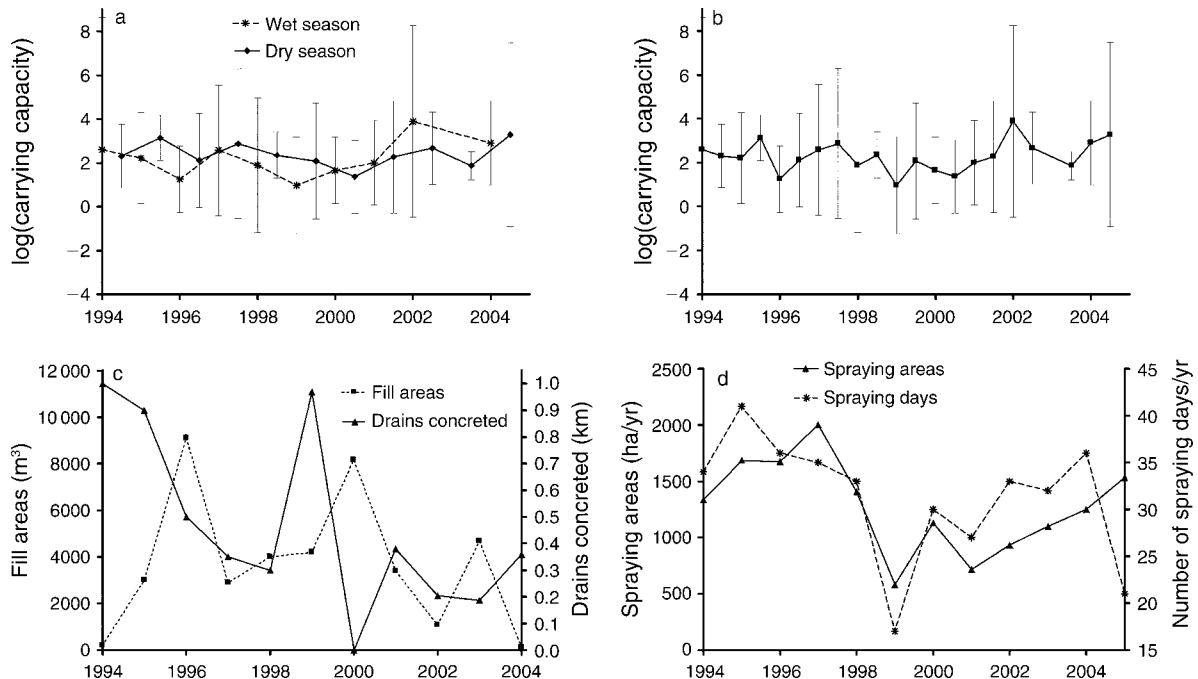 a
Wet season
Dry season
log(carrying capacity)
8
6
4
2
0
−2
−4
1994 1996 1998 2000 2002 2004
b
log(carrying capacity)
8
6
4
2
0
−2
−4
1994 1996 1998 2000 2002 2004
c
Fill areas
Drains concreted
Fill areas (m³)
12 000
10 000
8000
6000
4000
2000
0
Drains concreted (km)
1.0
0.9
0.8
0.7
0.6
0.5
0.4
0.3
0.2
0.1
0.0
1994 1996 1998 2000 2002 2004
d
Spraying areas
Spraying days
Spraying areas (ha/yr)
2500
2000
1500
1000
500
0
Number of spraying days/yr
45
40
35
30
25
20
15
1994 1996 1998 2000 2002 2004